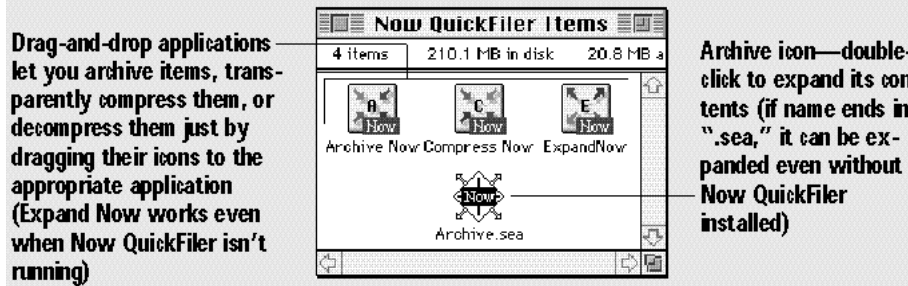 Drag-and-drop applications
let you archive items, trans-
parently compress them, or
decompress them just by
dragging their icons to the
appropriate application
(Expand Now works even
when Now QuickFiler isn't
running)
Now QuickFiler Items
4 items 210.1 MB in disk 20.8 MB a
A Now C Now E Now
Archive Now Compress Now ExpandNow
Now
Archive.sea
Archive icon—double-
click to expand its con
tents (if name ends in
“.sea,” it can be ex-
panded even without
Now QuickFiler
installed)